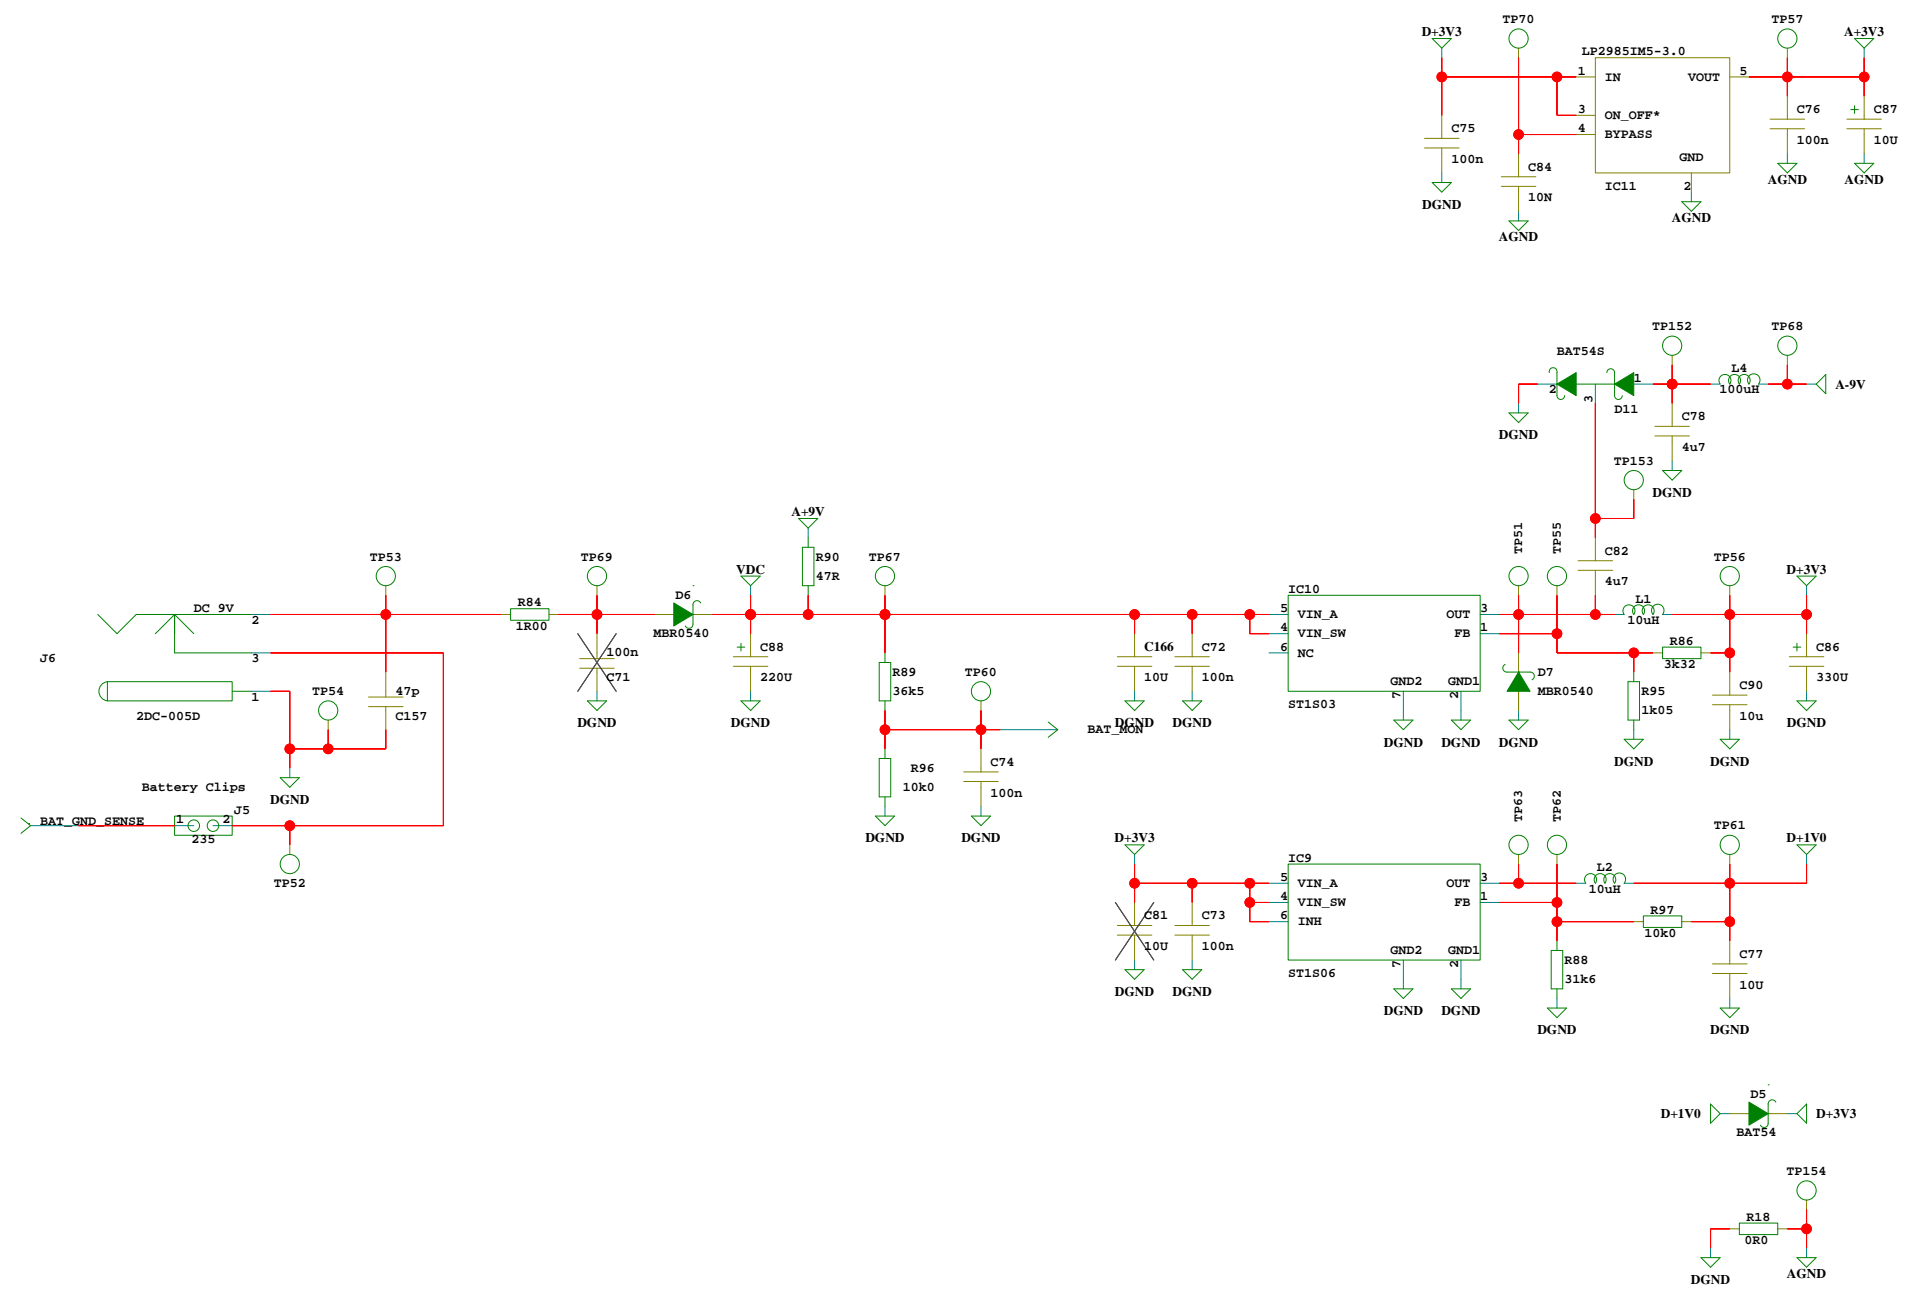 D+3V3
TP70
TP57
A+3V3
LP2985IM5-3.0
1
IN
VOUT
5
3
ON_OFF*
4
BYPASS
GND
2
IC11
AGND
C75
100n
DGND
C84
10N
AGND
C76
100n
AGND
+
C87
10U
AGND
BAT54S
TP152
TP68
2
1
3
D11
L4
100uH
A-9V
DGND
C78
4u7
DGND
TP153
TP51
TP55
C82
4u7
TP56
D+3V3
TP53
TP69
A+9V
R90
47R
VDC
TP67
DC 9V
2
3
1
J6
2DC-005D
TP54
47p
C157
DGND
R84
1R00
100n
C71
DGND
D6
MBR0540
+
C88
220U
DGND
R89
36k5
TP60
BAT_MON
R96
10k0
DGND
C74
100n
DGND
C166
10U
DGND
C72
100n
DGND
IC10
5
VIN_A
4
VIN_SW
6
NC
OUT
3
FB
1
GND2
GND1
7
2
ST1S03
DGND
DGND
D7
MBR0540
DGND
L1
10uH
R86
3k32
R95
1k05
DGND
C90
10u
DGND
+
C86
330U
DGND
Battery Clips
J5
BAT_GND_SENSE
1
2
235
TP52
D+3V3
C81
10U
DGND
C73
100n
DGND
IC9
5
VIN_A
4
VIN_SW
6
INH
OUT
3
FB
1
GND2
GND1
7
2
ST1S06
DGND
DGND
TP63
TP62
L2
10uH
TP61
D+1V0
R97
10k0
R88
31k6
DGND
C77
10U
DGND
D5
D+1V0
D+3V3
BAT54
TP154
R18
0R0
DGND
AGND